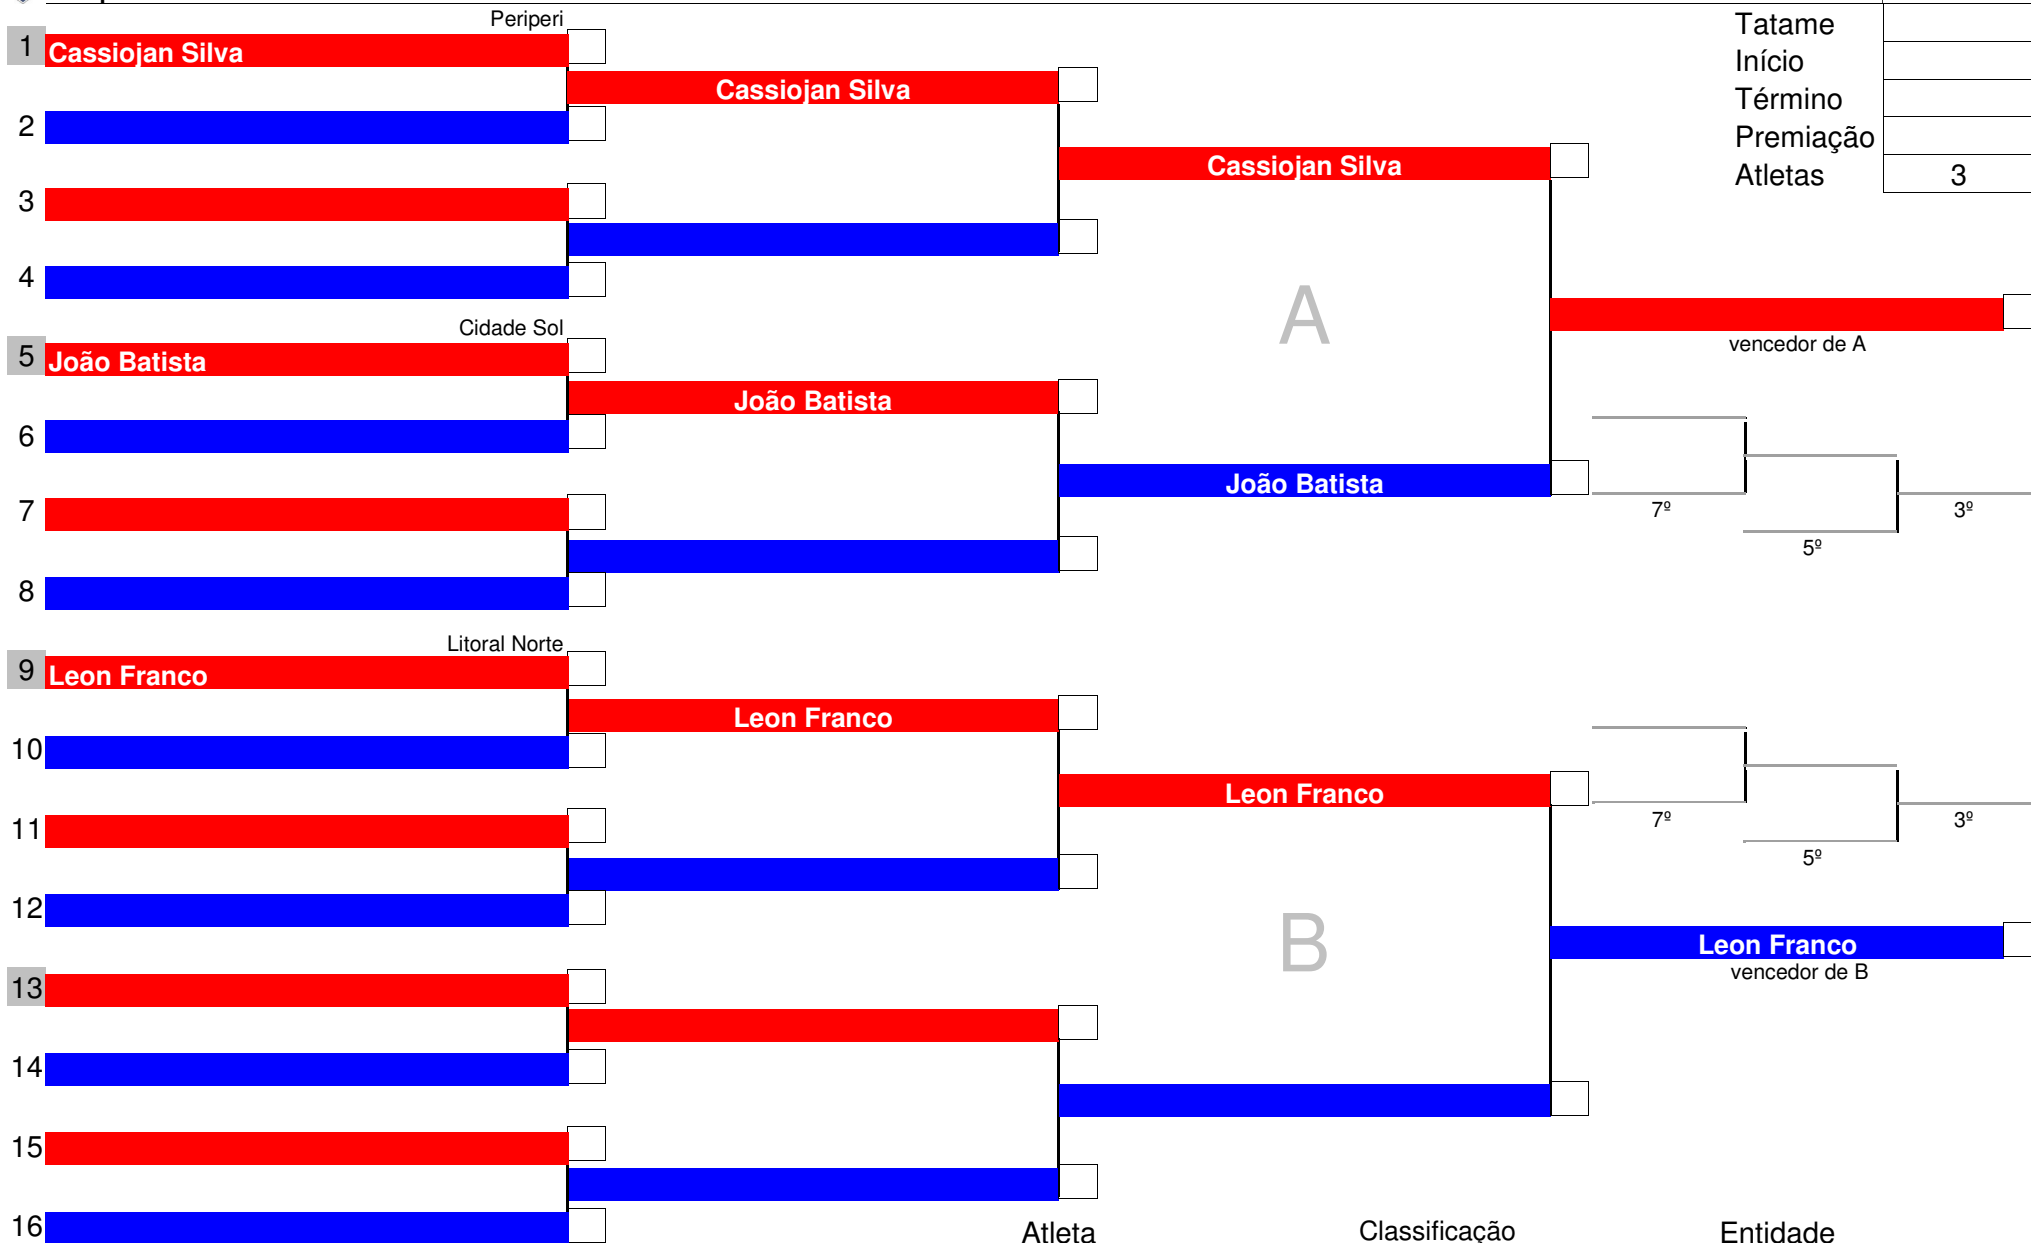 Periperi
Tatame
1 Cassiojan Silva
Início
Cassiojan Silva
Término
2
Premiação
Cassiojan Silva
Atletas 3
3
4
A
Cidade Sol
vencedor de A
5 João Batista
João Batista
6
João Batista
7
7º 3º
5º
8
Litoral Norte
9 Leon Franco
Leon Franco
10
Leon Franco
11
7º 3º
5º
12
B
Leon Franco
vencedor de B
13
14
15
16
Atleta Classificação Entidade